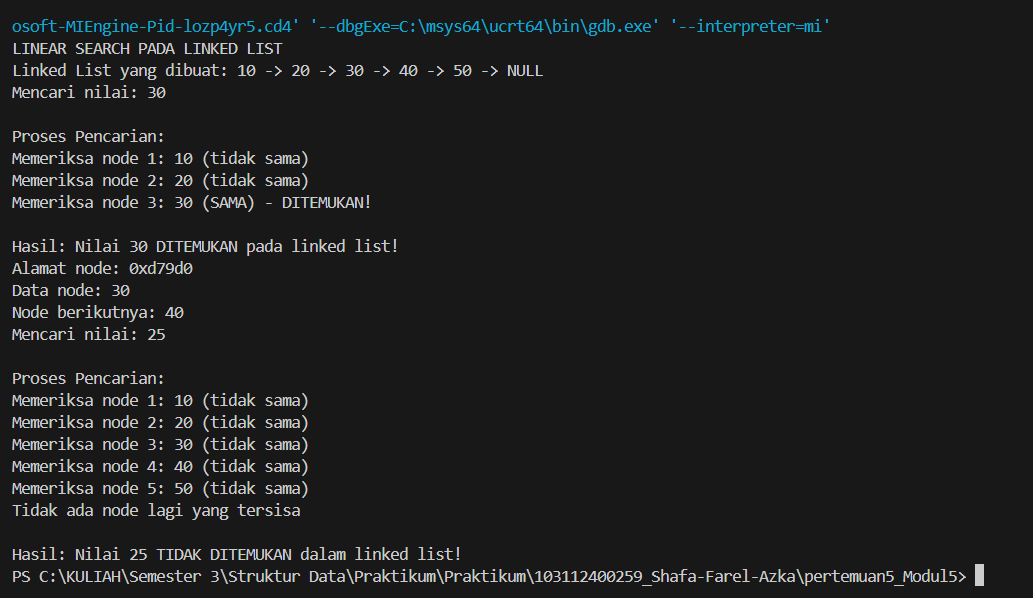 osoft-MIEngine-Pid-lozp4yr5.cd4' '--dbgExe=C:\msys64\ucrt64\bin\gdb.exe' '--interpreter=mi'
LINEAR SEARCH PADA LINKED LIST
Linked List yang dibuat: 10 -> 20 -> 30 -> 40 -> 50 -> NULL
Mencari nilai: 30

Proses Pencarian:
Memeriksa node 1: 10 (tidak sama)
Memeriksa node 2: 20 (tidak sama)
Memeriksa node 3: 30 (SAMA) - DITEMUKAN!

Hasil: Nilai 30 DITEMUKAN pada linked list!
Alamat node: 0xd79d0
Data node: 30
Node berikutnya: 40
Mencari nilai: 25

Proses Pencarian:
Memeriksa node 1: 10 (tidak sama)
Memeriksa node 2: 20 (tidak sama)
Memeriksa node 3: 30 (tidak sama)
Memeriksa node 4: 40 (tidak sama)
Memeriksa node 5: 50 (tidak sama)
Tidak ada node lagi yang tersisa

Hasil: Nilai 25 TIDAK DITEMUKAN dalam linked list!
PS C:\KULIAH\Semester 3\Struktur Data\Praktikum\Praktikum\103112400259_Shafa-Farel-Azka\pertemuan5_Modul5>